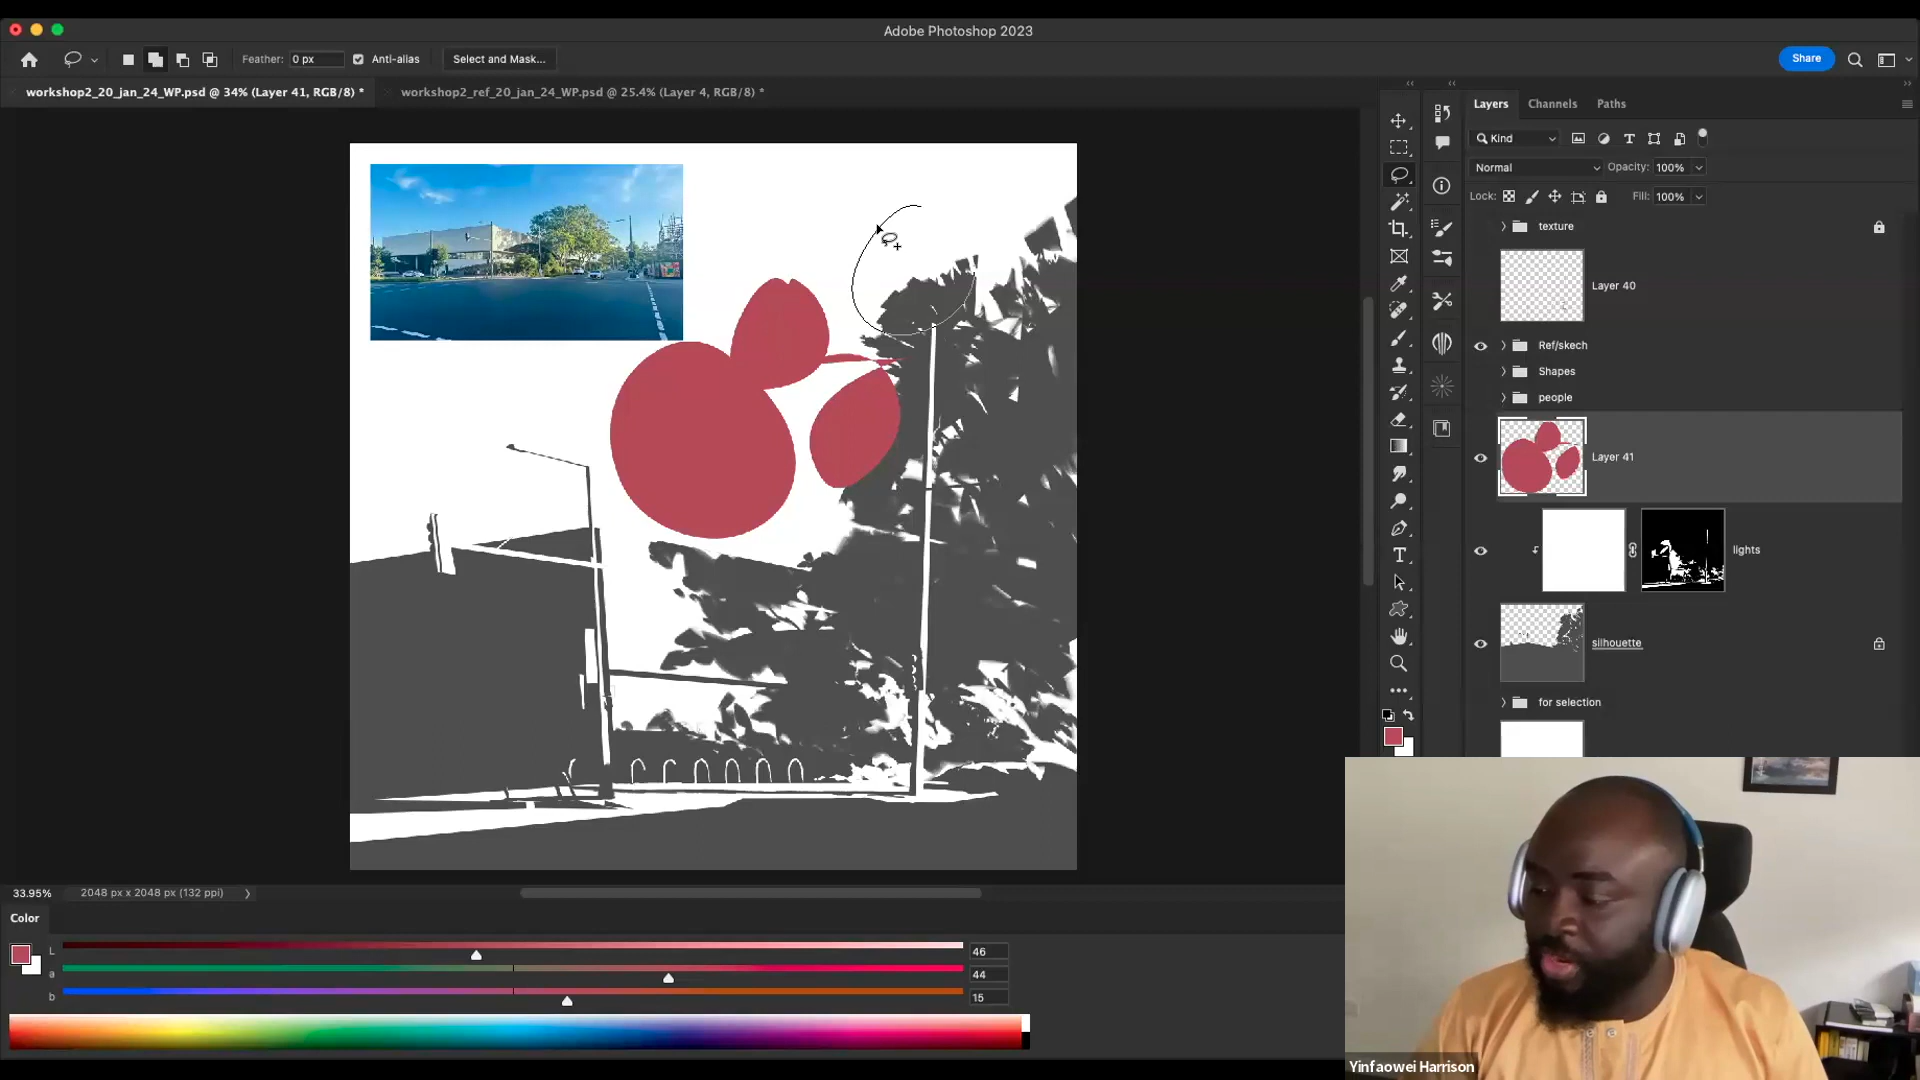 Adobe Photoshop 2023
Feather: 0 px Anti-alias Select and Mask... Share
workshop2_20_jan_24_WP.psd @ 34% (Layer 41, RGB/8) * workshop2_ref_20_jan_24_WP.psd @ 25.4% (Layer 4, RGB/8) *
Layers Channels Paths
Kind
Normal Opacity: 100%
Lock: Fill: 100%
texture
Layer 40
Ref/skech
Shapes
people
Layer 41
lights
silhouette
for selection
33.95% 2048 px x 2048 px (132 ppi)
Color
L 46
a 44
b 15
Yinfaowei Harrison